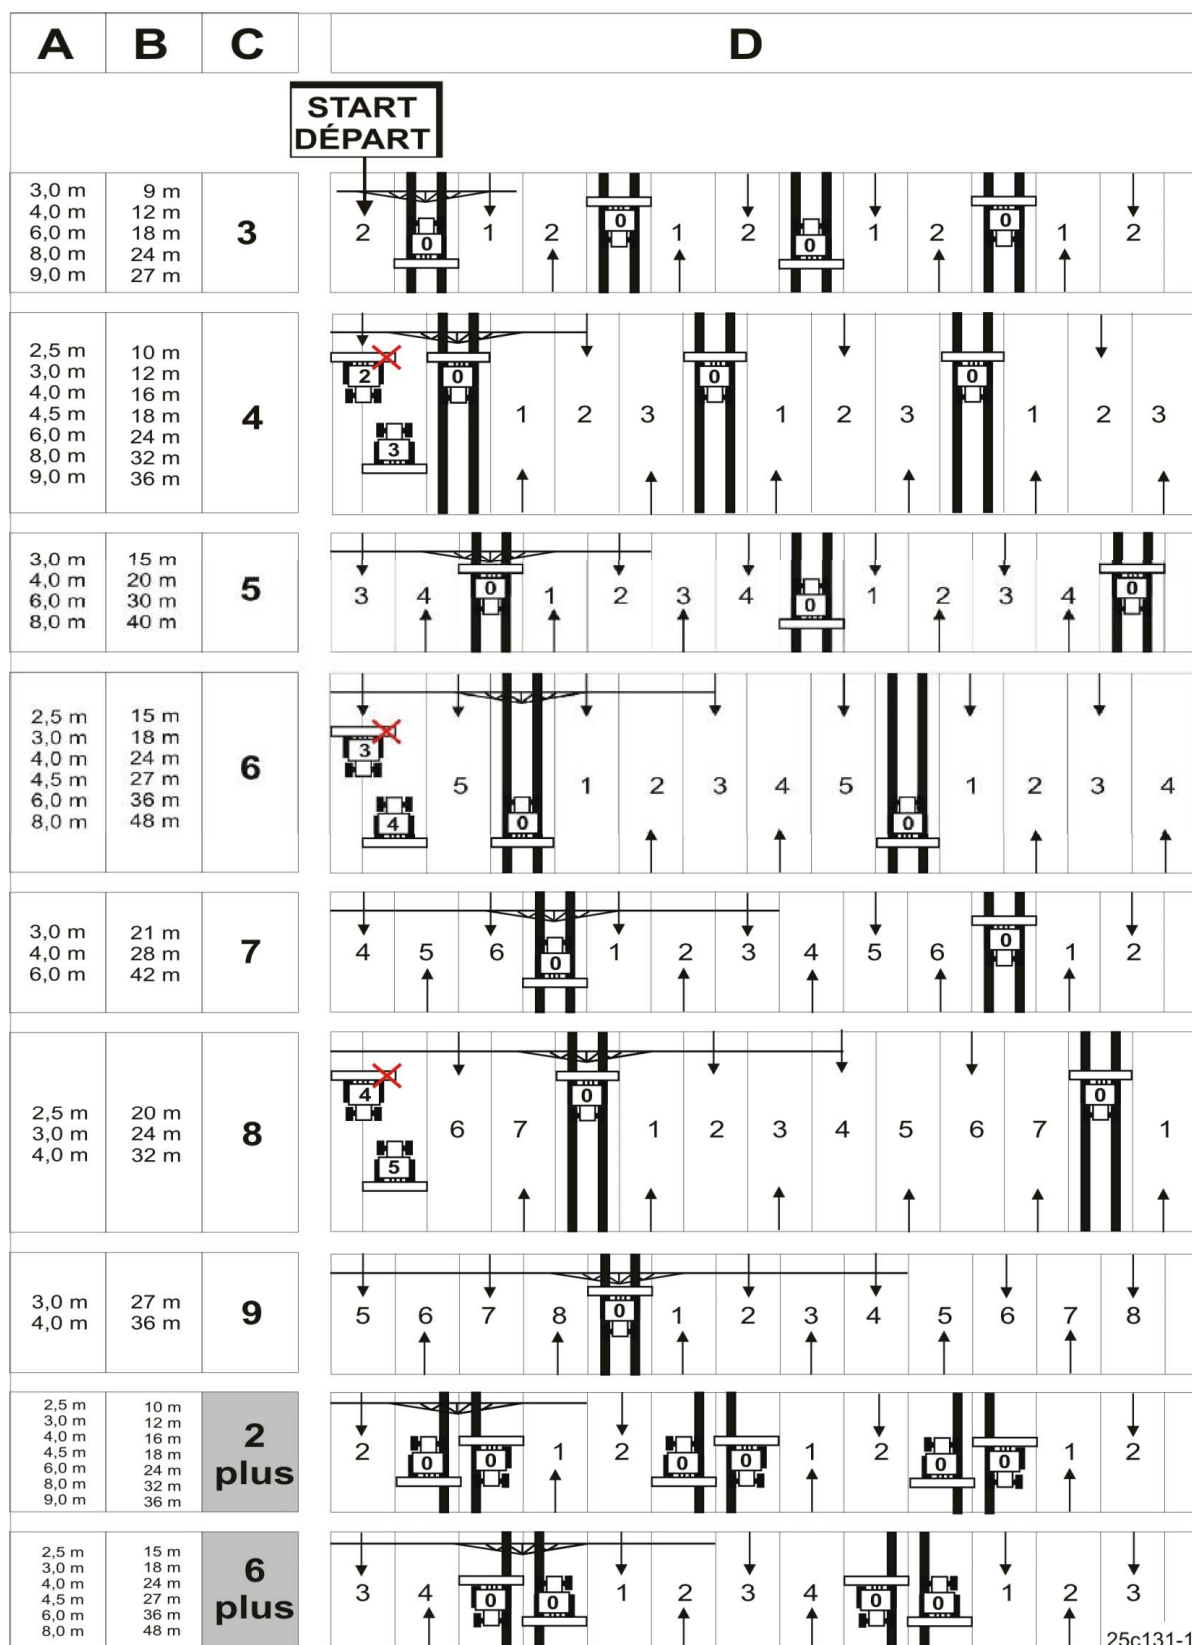 A B C D
START
DÉPART
3,0 m 9 m
4,0 m 12 m
6,0 m 18 m
8,0 m 24 m
9,0 m 27 m
3
2 0 1 2 0 1 2 0 1 2 0 1 2
2,5 m 10 m
3,0 m 12 m
4,0 m 16 m
4,5 m 18 m
6,0 m 24 m
8,0 m 32 m
9,0 m 36 m
4
2 0 0 0
1 2 3 1 2 3 1 2 3
3
3,0 m 15 m
4,0 m 20 m
6,0 m 30 m
8,0 m 40 m
5
3 4 0 1 2 3 4 0 1 2 3 4 0
2,5 m 15 m
3,0 m 18 m
4,0 m 24 m
4,5 m 27 m
6,0 m 36 m
8,0 m 48 m
6
3
5 1 2 3 4 5 1 2 3 4
4 0 0
3,0 m 21 m
4,0 m 28 m
6,0 m 42 m
7
4 5 6 0 1 2 3 4 5 6 0 1 2
2,5 m 20 m
3,0 m 24 m
4,0 m 32 m
8
4 0 0
6 7 1 2 3 4 5 6 7 1
5
3,0 m 27 m
4,0 m 36 m
9
5 6 7 8 0 1 2 3 4 5 6 7 8
2,5 m 10 m
3,0 m 12 m
4,0 m 16 m
4,5 m 18 m
6,0 m 24 m
8,0 m 32 m
9,0 m 36 m
2
plus
2 0 0 1 2 0 0 1 2 0 0 1 2
2,5 m 15 m
3,0 m 18 m
4,0 m 24 m
4,5 m 27 m
6,0 m 36 m
8,0 m 48 m
6
plus
3 4 0 0 1 2 3 4 0 0 1 2 3
25c131-1